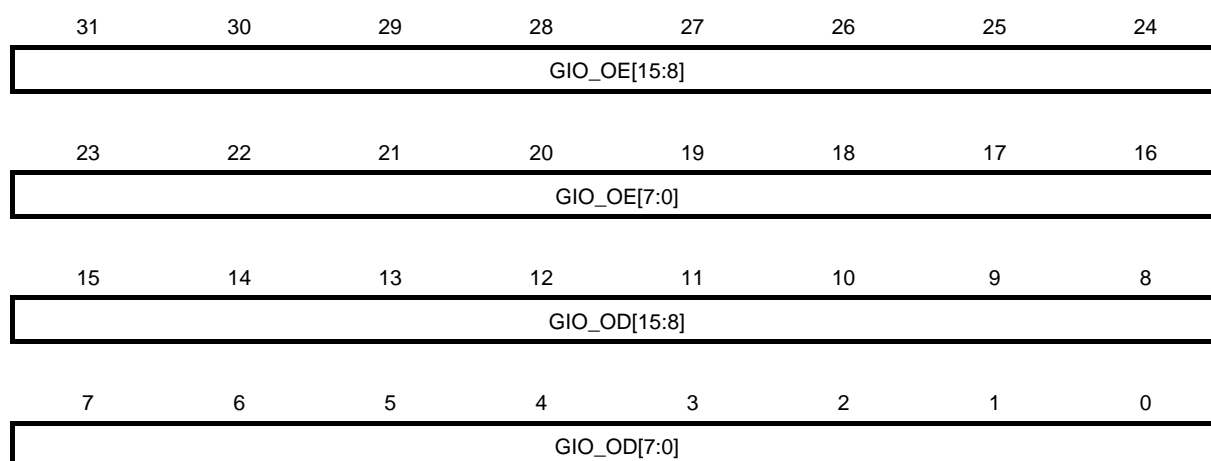 31 30 29 28 27 26 25 24
GIO_OE[15:8]
23 22 21 20 19 18 17 16
GIO_OE[7:0]
15 14 13 12 11 10 9 8
GIO_OD[15:8]
7 6 5 4 3 2 1 0
GIO_OD[7:0]